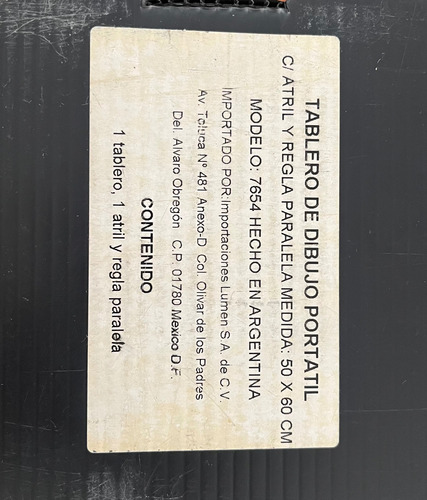 TABLERO DE DIBUJO PORTATIL
C/ ATRIL Y REGLA PARALELA MEDIDA: 50 X 60 CM
MODELO: 7654 HECHO EN ARGENTINA
IMPORTADO POR:Importaciones Lumen S.A. de C.V.
Av. Toluca N° 481 Anexo-D Col. Olivar de los Padres
Del. Alvaro Obregón C.P. 01780 Mexico D.F.
CONTENIDO
1 tablero, 1 atril y regla paralela